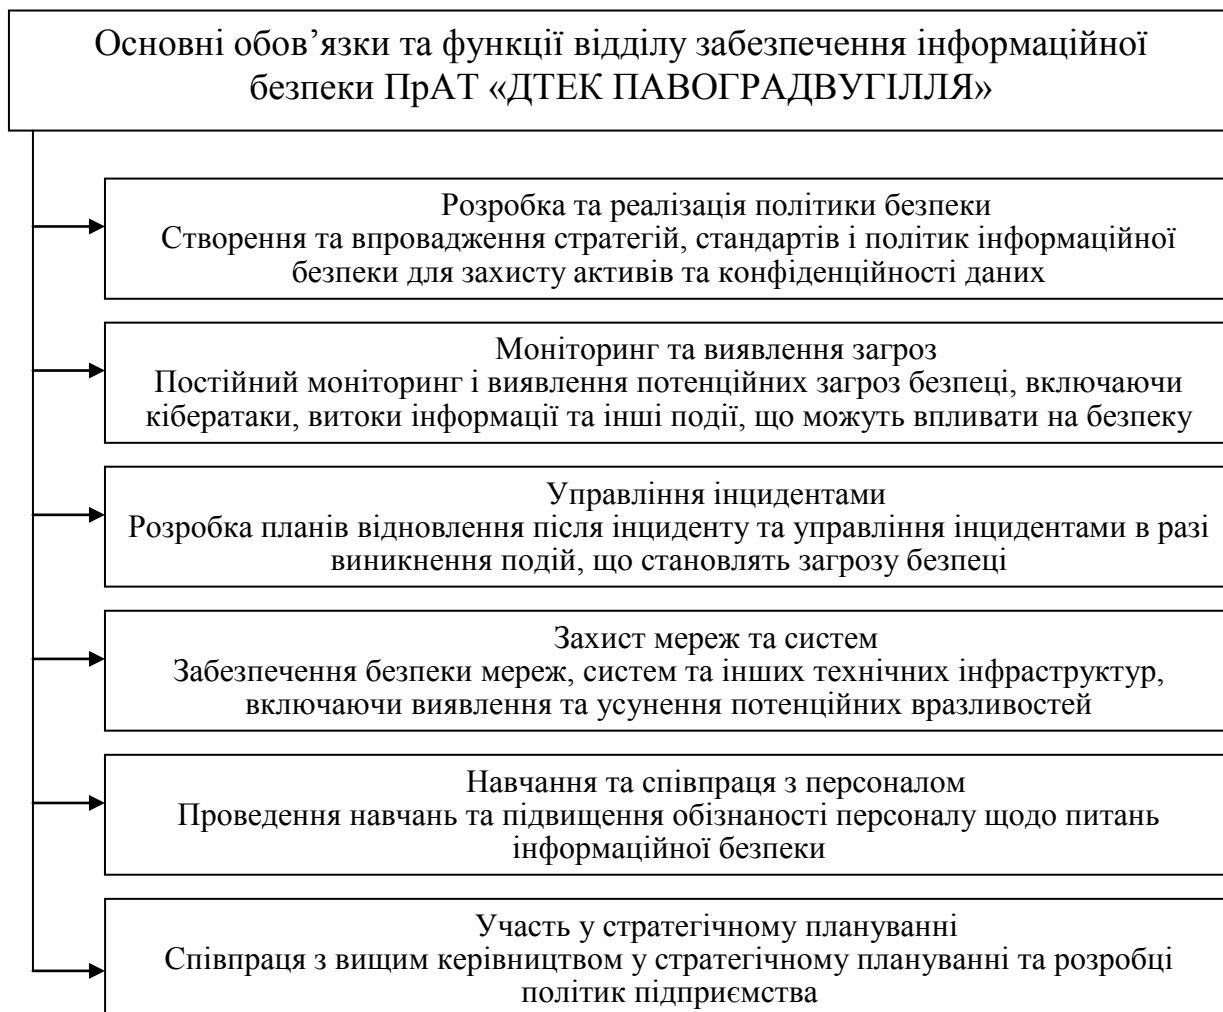 Основні обов’язки та функції відділу забезпечення інформаційної
безпеки ПрАТ «ДТЕК ПАВОГРАДВУГІЛЛЯ»
Розробка та реалізація політики безпеки
Створення та впровадження стратегій, стандартів і політик інформаційної
безпеки для захисту активів та конфіденційності даних
Моніторинг та виявлення загроз
Постійний моніторинг і виявлення потенційних загроз безпеці, включаючи
кібератаки, витоки інформації та інші події, що можуть впливати на безпеку
Управління інцидентами
Розробка планів відновлення після інциденту та управління інцидентами в разі
виникнення подій, що становлять загрозу безпеці
Захист мереж та систем
Забезпечення безпеки мереж, систем та інших технічних інфраструктур,
включаючи виявлення та усунення потенційних вразливостей
Навчання та співпраця з персоналом
Проведення навчань та підвищення обізнаності персоналу щодо питань
інформаційної безпеки
Участь у стратегічному плануванні
Співпраця з вищим керівництвом у стратегічному плануванні та розробці
політик підприємства